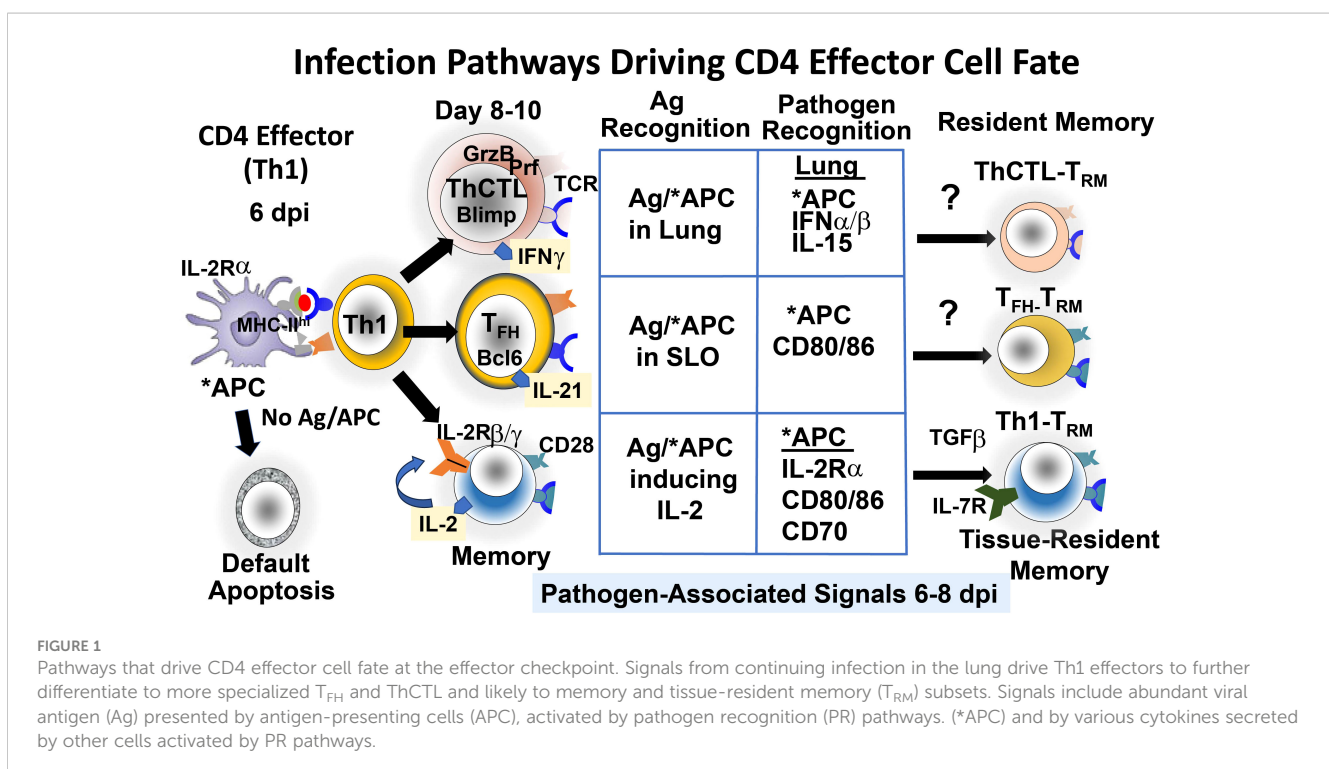 Infection Pathways Driving CD4 Effector Cell Fate
CD4 Effector
(Th1)
6 dpi
IL-2Rα
MHC-IIʰⁱ
*APC
No Ag/APC
Default
Apoptosis
Th1
Day 8-10
GrzB
Prf
ThCTL
Blimp
TCR
IFNγ
TFH
Bcl6
IL-21
IL-2Rβ/γ
CD28
IL-2
Memory
Ag
Recognition
Pathogen
Recognition
Ag/*APC
in Lung
Lung
*APC
IFNα/β
IL-15
Ag/*APC
in SLO
*APC
CD80/86
Ag/*APC
inducing
IL-2
*APC
IL-2Rα
CD80/86
CD70
Pathogen-Associated Signals 6-8 dpi
Resident Memory
ThCTL-TRM
?
TFH-TRM
?
Th1-TRM
TGFβ
IL-7R
Tissue-Resident
Memory
FIGURE 1
Pathways that drive CD4 effector cell fate at the effector checkpoint. Signals from continuing infection in the lung drive Th1 effectors to further
differentiate to more specialized TFH and ThCTL and likely to memory and tissue-resident memory (TRM) subsets. Signals include abundant viral
antigen (Ag) presented by antigen-presenting cells (APC), activated by pathogen recognition (PR) pathways. (*APC) and by various cytokines secreted
by other cells activated by PR pathways.